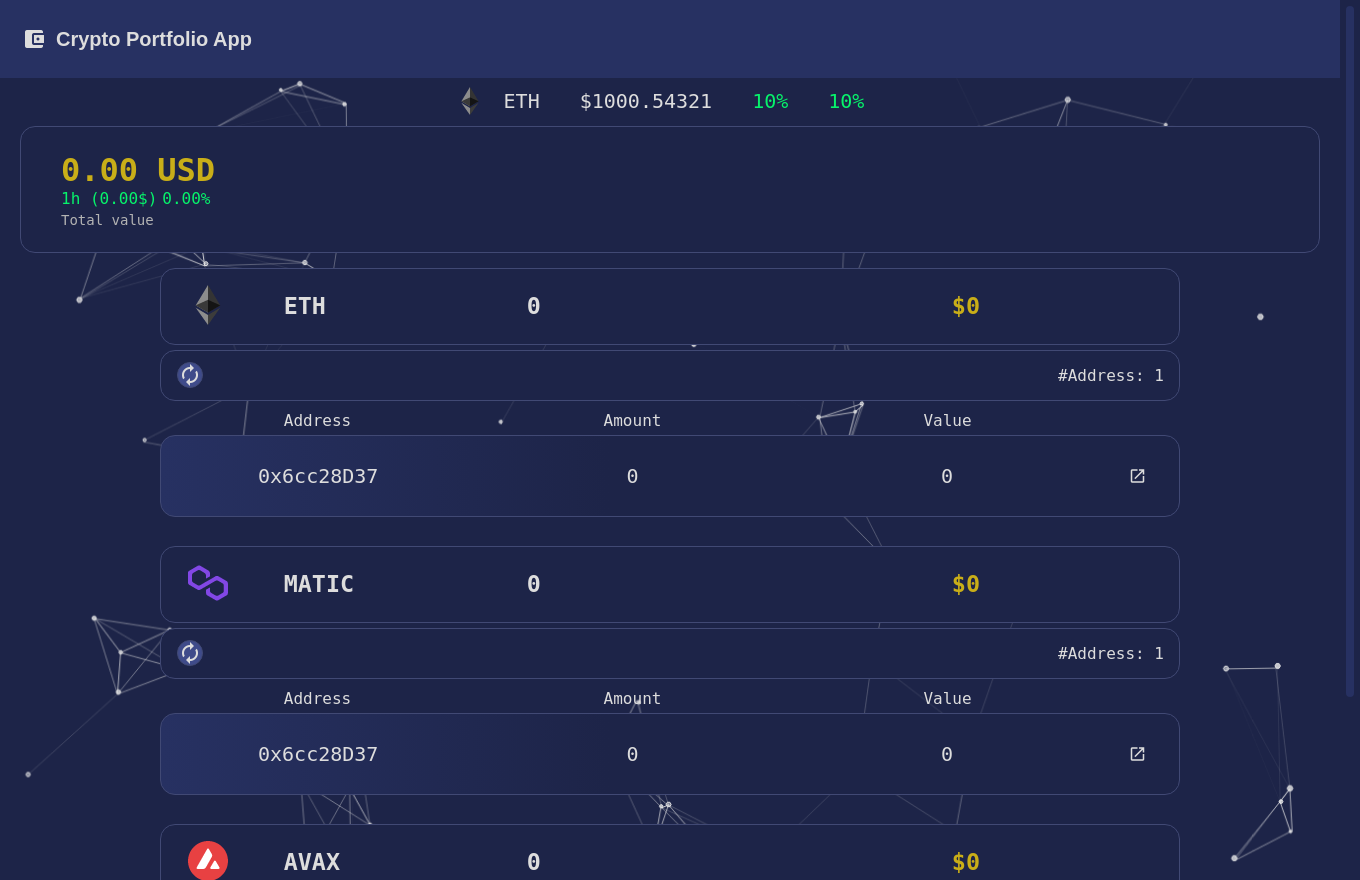 Crypto Portfolio App
ETH $1000.54321 10% 10%
0.00 USD
1h (0.00$) 0.00%
Total value
ETH 0 $0
#Address: 1
Address Amount Value
0x6cc28D37 0 0
MATIC 0 $0
#Address: 1
Address Amount Value
0x6cc28D37 0 0
AVAX 0 $0